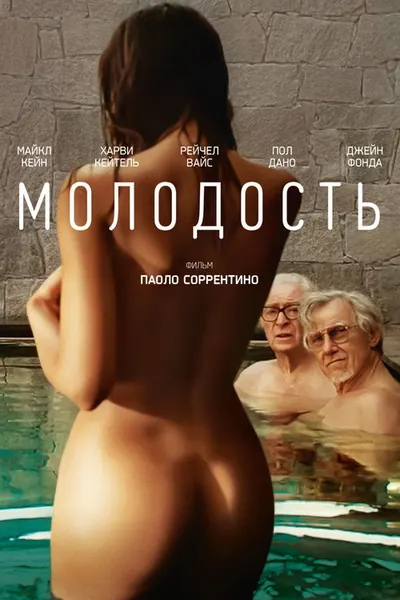 МАЙКЛ ХАРВИ РЕЙЧЕЛ ПОЛ ДЖЕЙН
КЕЙН КЕЙТЕЛЬ ВАЙС ДАНО ФОНДА
МОЛОДОСТЬ
ФИЛЬМ
ПАОЛО СОРРЕНТИНО